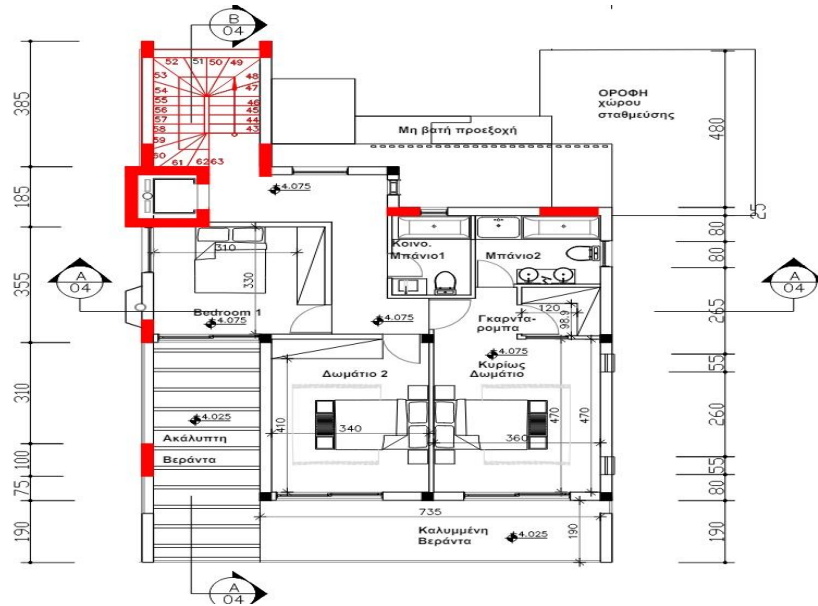 B
04
385
185
355
310
100
75
190
52 51 50 49
53
48
54
47
55
46
56
45
57
44
58
43
59
60
61 62 63
ΟΡΟΦΗ
χώρου
σταθμεύσης
Μη βατή προεξοχή
480
25
80
80
265
55
260
55
80
190
+4.075
Κοινο.
Μπάνιο1
Μπάνιο2
310
330
Bedroom 1
+4.075
+4.075
A
04
A
04
120
98.9
Γκαρντα-
ρομπα
+4.075
Κυρίως
Δωμάτιο
Δωμάτιο 2
410
340
360
470
470
+4.025
Ακάλυπτη
Βεράντα
735
190
Καλυμμένη
Βεράντα
+4.025
A
04